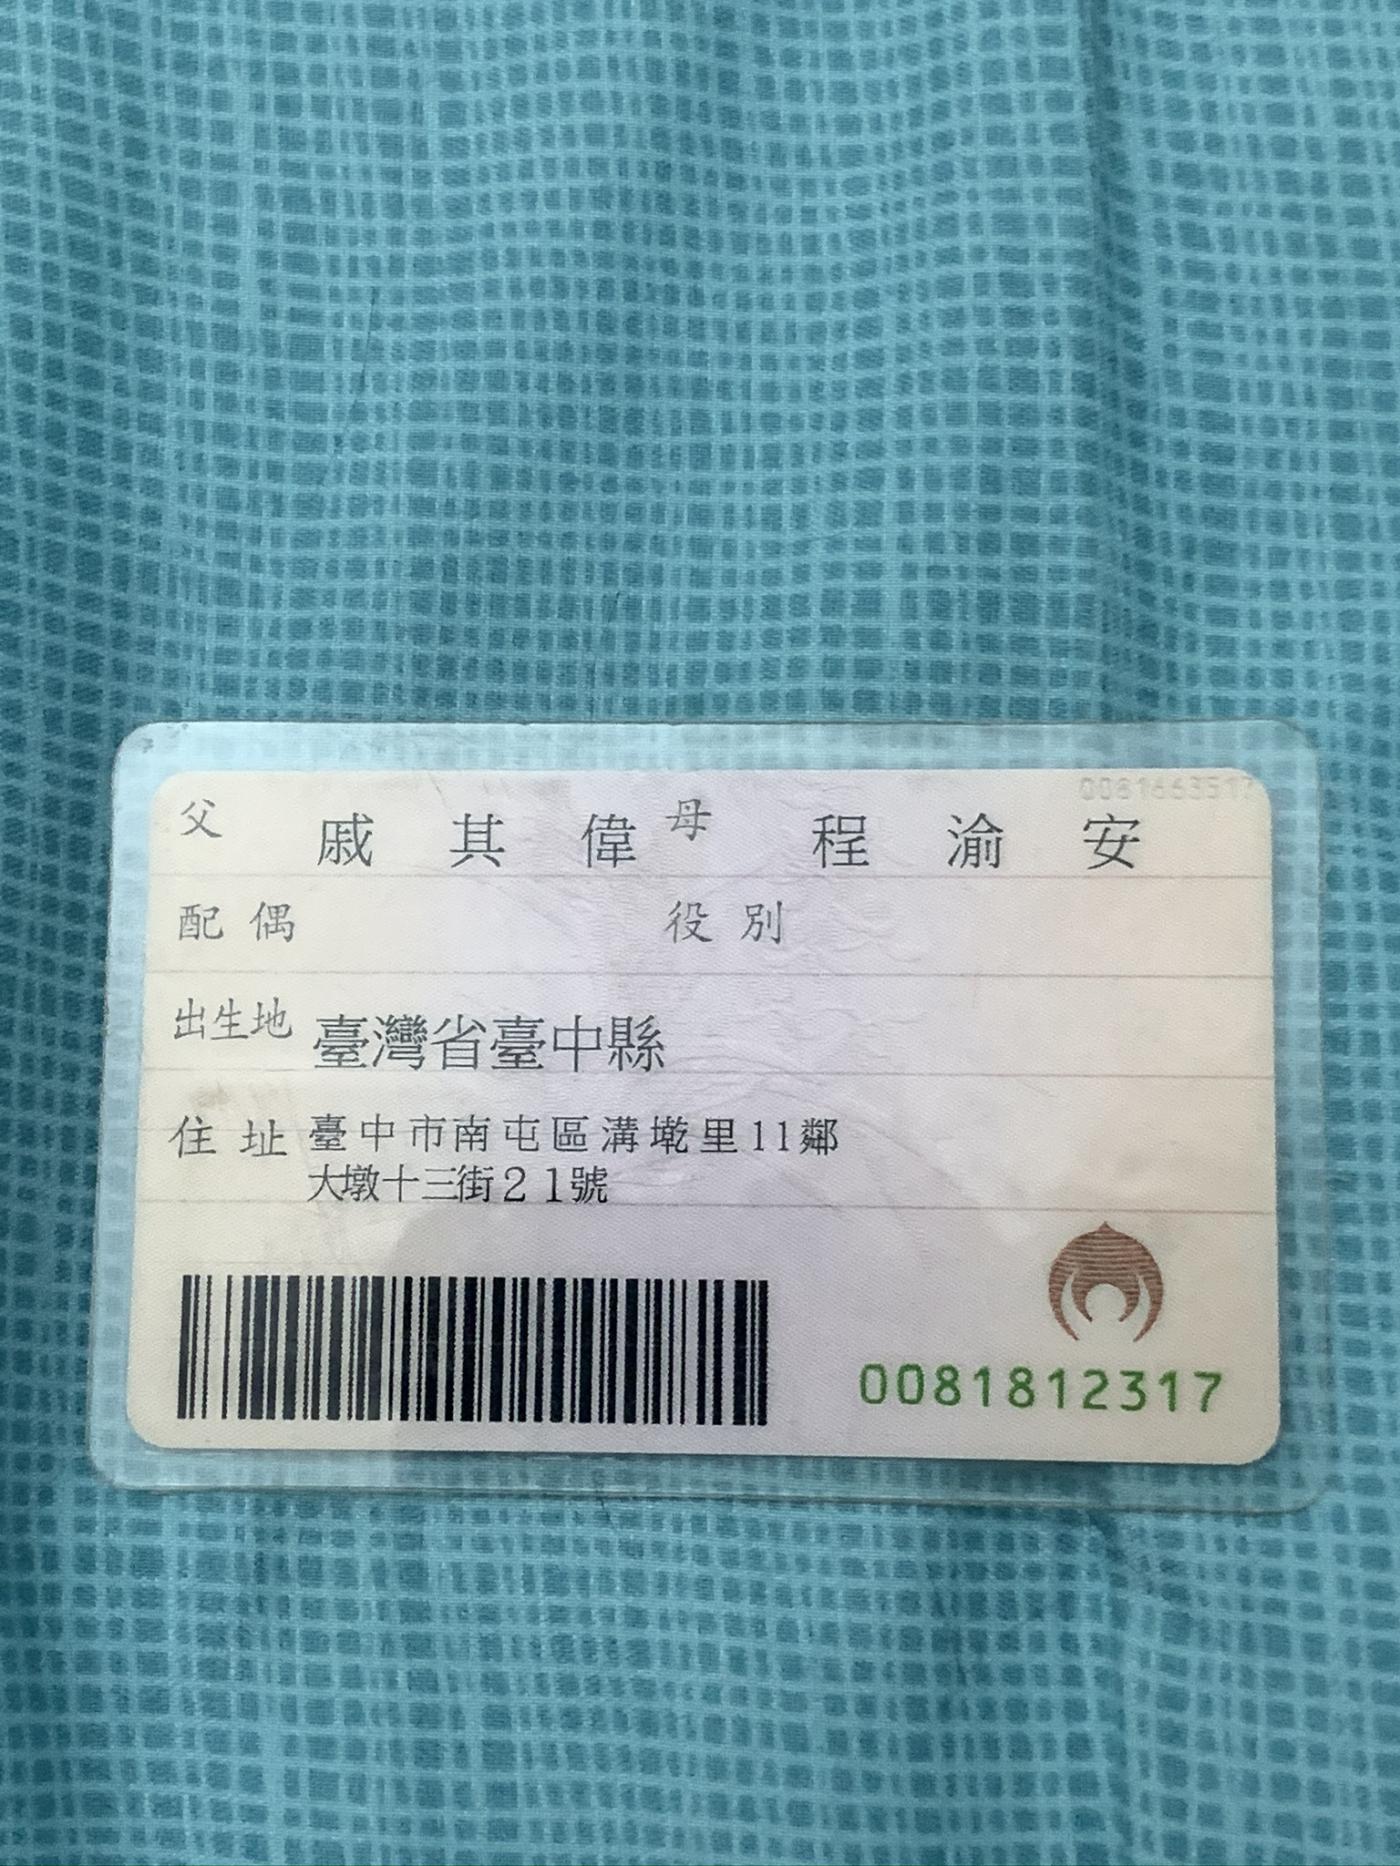 0081663517
父 戚其偉 母 程渝安
配偶 役別
出生地 臺灣省臺中縣
住址 臺中市南屯區溝墘里11鄰
大墩十三街21號
0081812317